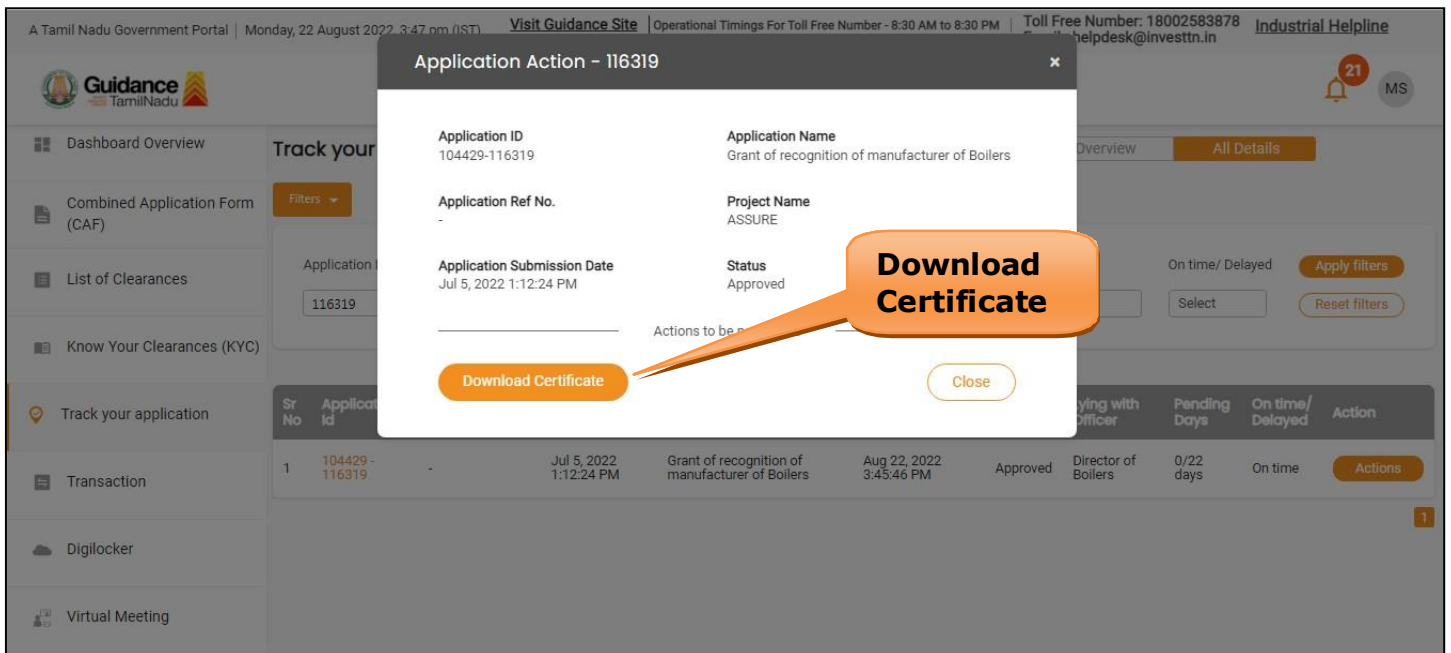 A Tamil Nadu Government Portal | Monday, 22 August 2022, 3:47 pm (IST)
Visit Guidance Site | Operational Timings For Toll Free Number - 8:30 AM to 8:30 PM | Toll Free Number: 18002583878
helpdesk@investtn.in
Industrial Helpline
Guidance
TamilNadu
21
MS
Application Action - 116319
×
Application ID
104429-116319
Application Name
Grant of recognition of manufacturer of Boilers
Application Ref No.
-
Project Name
ASSURE
Application Submission Date
Jul 5, 2022 1:12:24 PM
Status
Approved
Actions to be
Download Certificate
Close
Download
Certificate
Dashboard Overview
Combined Application Form
(CAF)
List of Clearances
Know Your Clearances (KYC)
Track your application
Transaction
Digilocker
Virtual Meeting
Track your
Overview
All Details
Filters
Application
116319
On time/ Delayed
Select
Apply filters
Reset filters
Sr
No
Applicat
Id
Lying with
Officer
Pending
Days
On time/
Delayed
Action
1
104429 -
116319
-
Jul 5, 2022
1:12:24 PM
Grant of recognition of
manufacturer of Boilers
Aug 22, 2022
3:45:46 PM
Approved
Director of
Boilers
0/22
days
On time
Actions
1